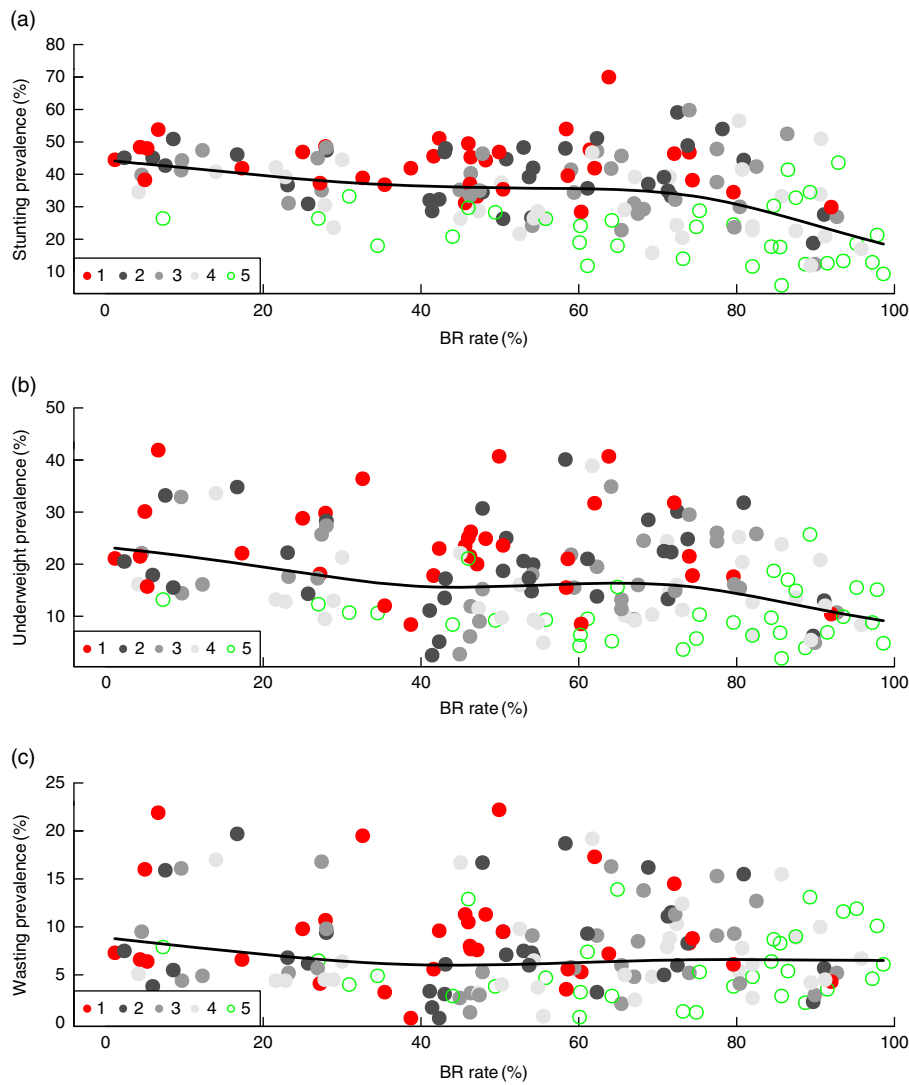 (a)
80
70
60
50
40
30
20
10
Stunting prevalence (%)
1 2 3 4 5
0 20 40 60 80 100
BR rate (%)
(b)
50
40
30
20
10
0
Underweight prevalence (%)
1 2 3 4 5
0 20 40 60 80 100
BR rate (%)
(c)
25
20
15
10
5
0
Wasting prevalence (%)
1 2 3 4 5
0 20 40 60 80 100
BR rate (%)